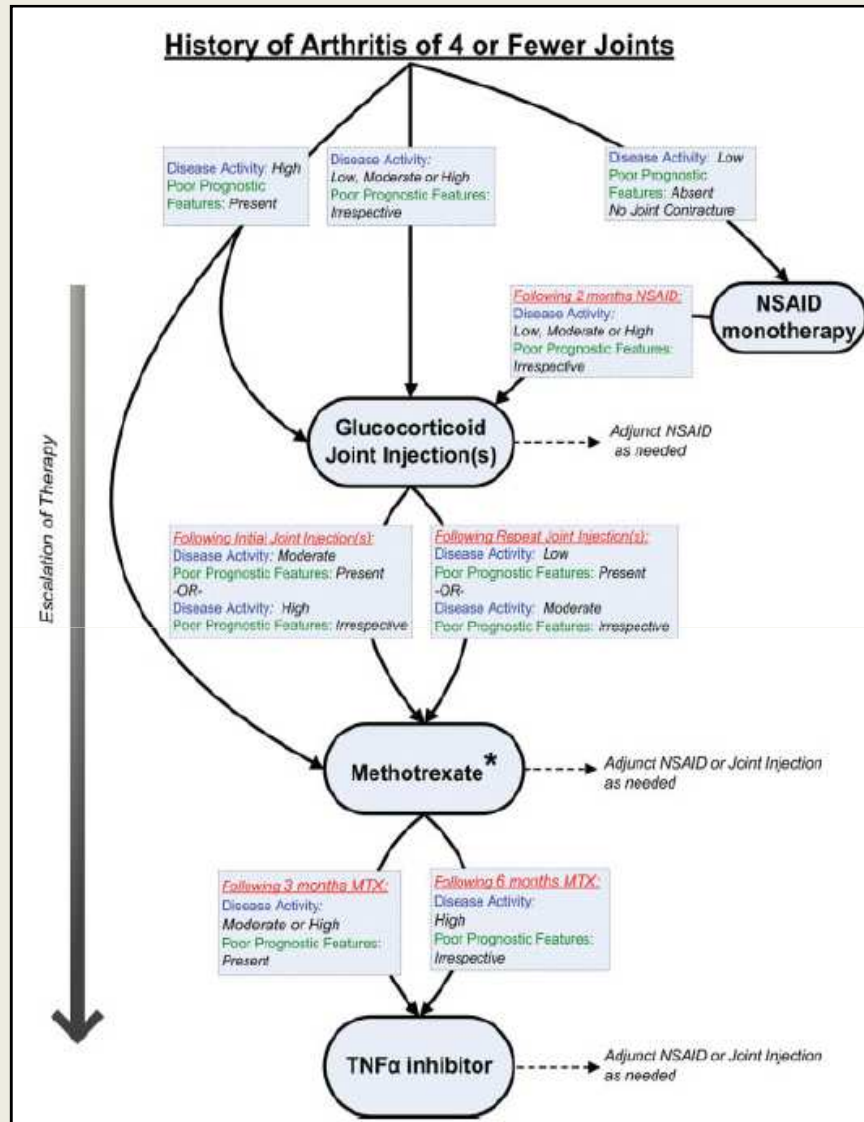 History of Arthritis of 4 or Fewer Joints
Disease Activity: High
Poor Prognostic
Features: Present
Disease Activity:
Low, Moderate or High
Poor Prognostic Features:
Irrespective
Disease Activity: Low
Poor Prognostic
Features: Absent
No Joint Contracture
NSAID
monotherapy
Following 2 months NSAID:
Disease Activity:
Low, Moderate or High
Poor Prognostic Features:
Irrespective
Glucocorticoid
Joint Injection(s)
Adjunct NSAID
as needed
Escalation of Therapy
Following Initial Joint Injection(s):
Disease Activity: Moderate
Poor Prognostic Features: Present
-OR-
Disease Activity: High
Poor Prognostic Features: Irrespective
Following Repeat Joint Injection(s):
Disease Activity: Low
Poor Prognostic Features: Present
-OR-
Disease Activity: Moderate
Poor Prognostic Features: Irrespective
Methotrexate*
Adjunct NSAID or Joint Injection
as needed
Following 3 months MTX:
Disease Activity:
Moderate or High
Poor Prognostic Features:
Present
Following 6 months MTX:
Disease Activity:
High
Poor Prognostic Features:
Irrespective
TNFα inhibitor
Adjunct NSAID or Joint Injection
as needed